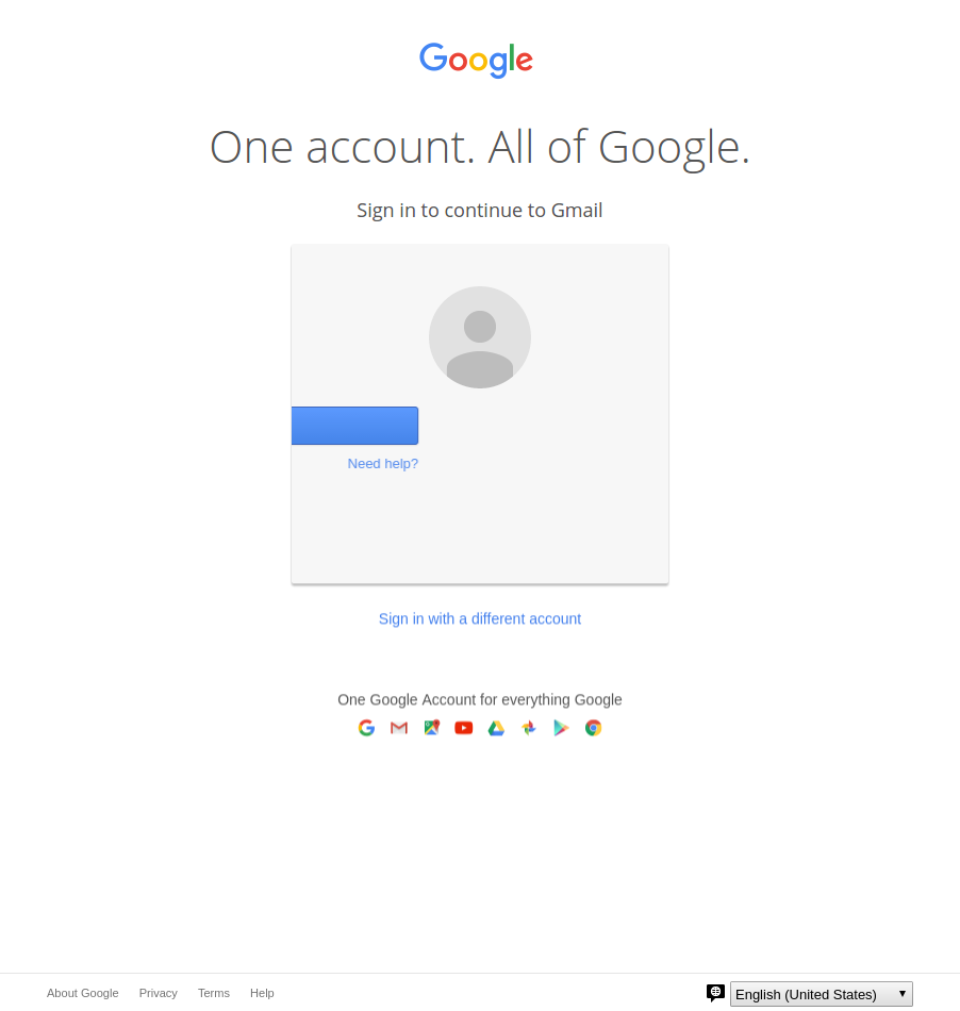 Google
One account. All of Google.
Sign in to continue to Gmail
Need help?
Sign in with a different account
One Google Account for everything Google
About Google Privacy Terms Help English (United States)